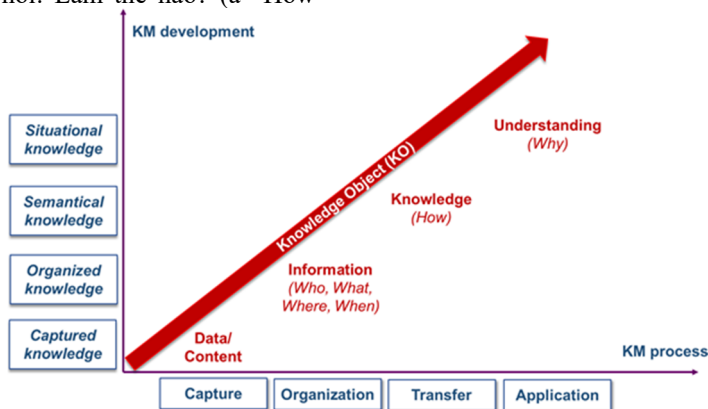 KM development
Situational
knowledge
Semantical
knowledge
Organized
knowledge
Captured
knowledge
Knowledge Object (KO)
Understanding
(Why)
Knowledge
(How)
Information
(Who, What,
Where, When)
Data/
Content
KM process
Capture
Organization
Transfer
Application